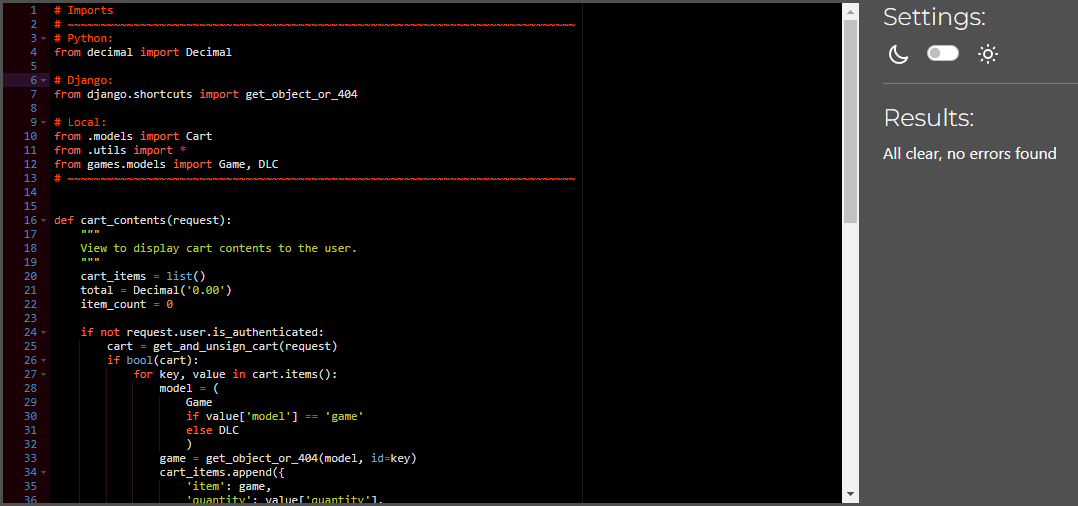 1 # Imports
2 # ~~~~~~~~~~~~~~~~~~~~~~~~~~~~~~~~~~~~~~~~~~~~~~~~~~~~~~~~~~~~~~~~~~~~~~~~~~~~~
3 # Python:
4 from decimal import Decimal
5
6 # Django:
7 from django.shortcuts import get_object_or_404
8
9 # Local:
10 from .models import Cart
11 from .utils import *
12 from games.models import Game, DLC
13 # ~~~~~~~~~~~~~~~~~~~~~~~~~~~~~~~~~~~~~~~~~~~~~~~~~~~~~~~~~~~~~~~~~~~~~~~~~~~~~
14
15
16 def cart_contents(request):
17     """
18     View to display cart contents to the user.
19     """
20     cart_items = list()
21     total = Decimal('0.00')
22     item_count = 0
23
24     if not request.user.is_authenticated:
25         cart = get_and_unsign_cart(request)
26         if bool(cart):
27             for key, value in cart.items():
28                 model = (
29                     Game
30                     if value['model'] == 'game'
31                     else DLC
32                     )
33                 game = get_object_or_404(model, id=key)
34                 cart_items.append({
35                     'item': game,
36                     'quantity': value['quantity'],
Settings:
Results:
All clear, no errors found